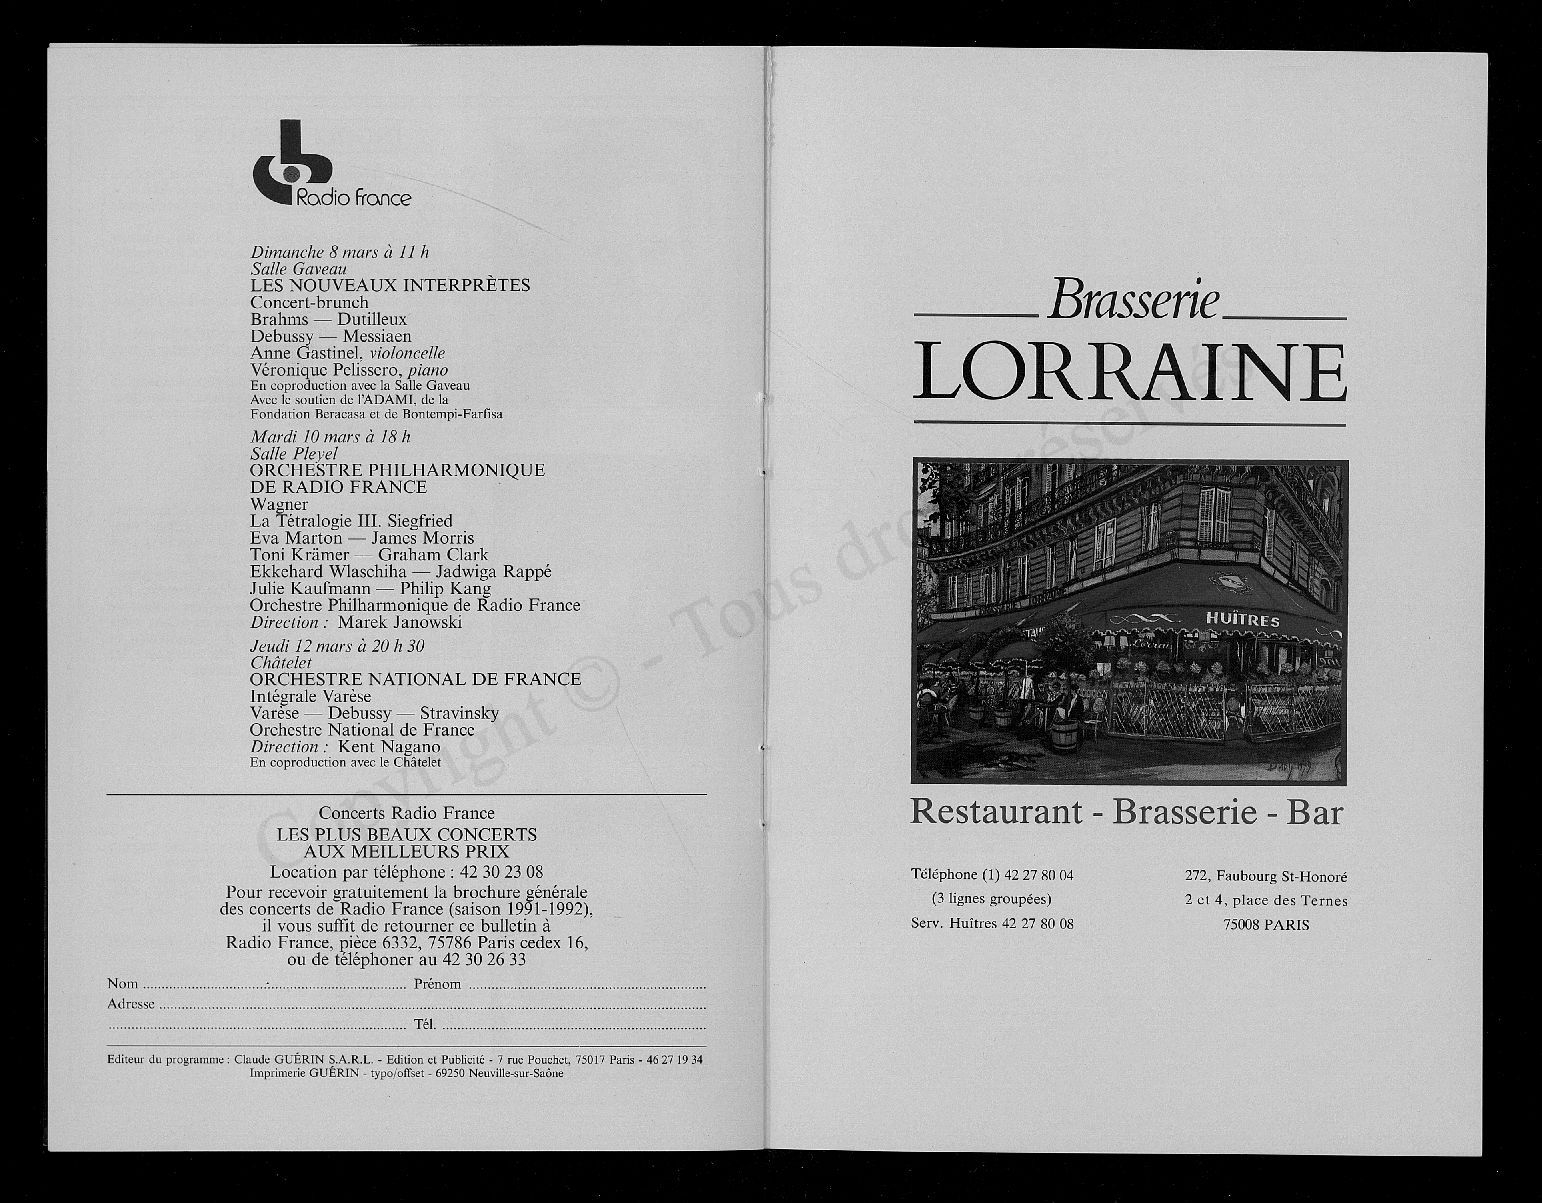 Radio France
Dimanche 8 mars à 11 h
Salle Gaveau
LES NOUVEAUX INTERPRÈTES
Concert-brunch
Brahms — Dutilleux
Debussy — Messiaen
Anne Gastinel, violoncelle
Véronique Pelissero, piano
En coproduction avec la Salle Gaveau
Avec le soutien de l'ADAMI, de la
Fondation Beracasa et de Bontempi-Farfisa
Mardi 10 mars à 18 h
Salle Pleyel
ORCHESTRE PHILHARMONIQUE
DE RADIO FRANCE
Wagner
La Tétralogie III. Siegfried
Eva Marton — James Morris
Toni Krämer — Graham Clark
Ekkehard Wlaschiha — Jadwiga Rappé
Julie Kaufmann — Philip Kang
Orchestre Philharmonique de Radio France
Direction : Marek Janowski
Jeudi 12 mars à 20 h 30
Châtelet
ORCHESTRE NATIONAL DE FRANCE
Intégrale Varèse
Varèse — Debussy — Stravinsky
Orchestre National de France
Direction : Kent Nagano
En coproduction avec le Châtelet
Concerts Radio France
LES PLUS BEAUX CONCERTS
AUX MEILLEURS PRIX
Location par téléphone : 42 30 23 08
Pour recevoir gratuitement la brochure générale
des concerts de Radio France (saison 1991-1992),
il vous suffit de retourner ce bulletin à
Radio France, pièce 6332, 75786 Paris cedex 16,
ou de téléphoner au 42 30 26 33
Nom ........ Prénom ........
Adresse ........
........ Tél. ........
Editeur du programme : Claude GUÉRIN S.A.R.L. - Edition et Publicité - 7 rue Pouchet, 75017 Paris - 46 27 19 34
Imprimerie GUÉRIN - typo/offset - 69250 Neuville-sur-Saône
Brasserie
LORRAINE
HUÎTRES
Restaurant - Brasserie - Bar
Téléphone (1) 42 27 80 04
(3 lignes groupées)
Serv. Huîtres 42 27 80 08
272, Faubourg St-Honoré
2 et 4, place des Ternes
75008 PARIS
Copyright © - Tous droits réservés